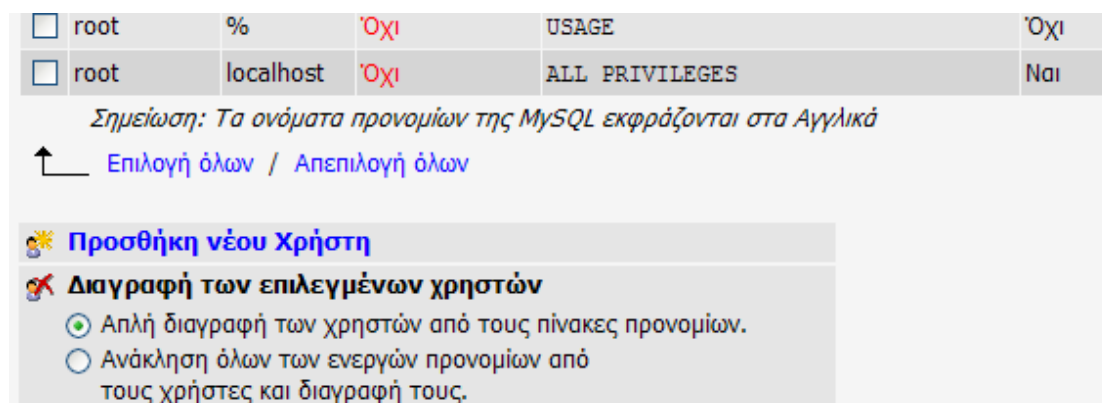 root % Όχι USAGE Όχι
root localhost Όχι ALL PRIVILEGES Ναι
Σημείωση: Τα ονόματα προνομίων της MySQL εκφράζονται στα Αγγλικά
Επιλογή όλων / Απεπιλογή όλων
Προσθήκη νέου Χρήστη
Διαγραφή των επιλεγμένων χρηστών
Απλή διαγραφή των χρηστών από τους πίνακες προνομίων.
Ανάκληση όλων των ενεργών προνομίων από
τους χρήστες και διαγραφή τους.